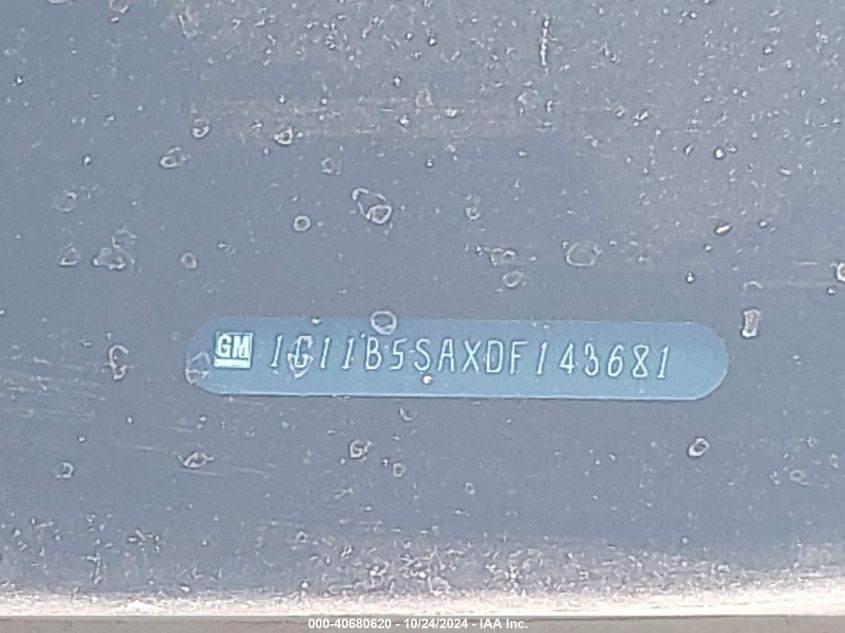 GM 1G11B5SAXDF143681
000-40680620 - 10/24/2024 - IAA Inc.